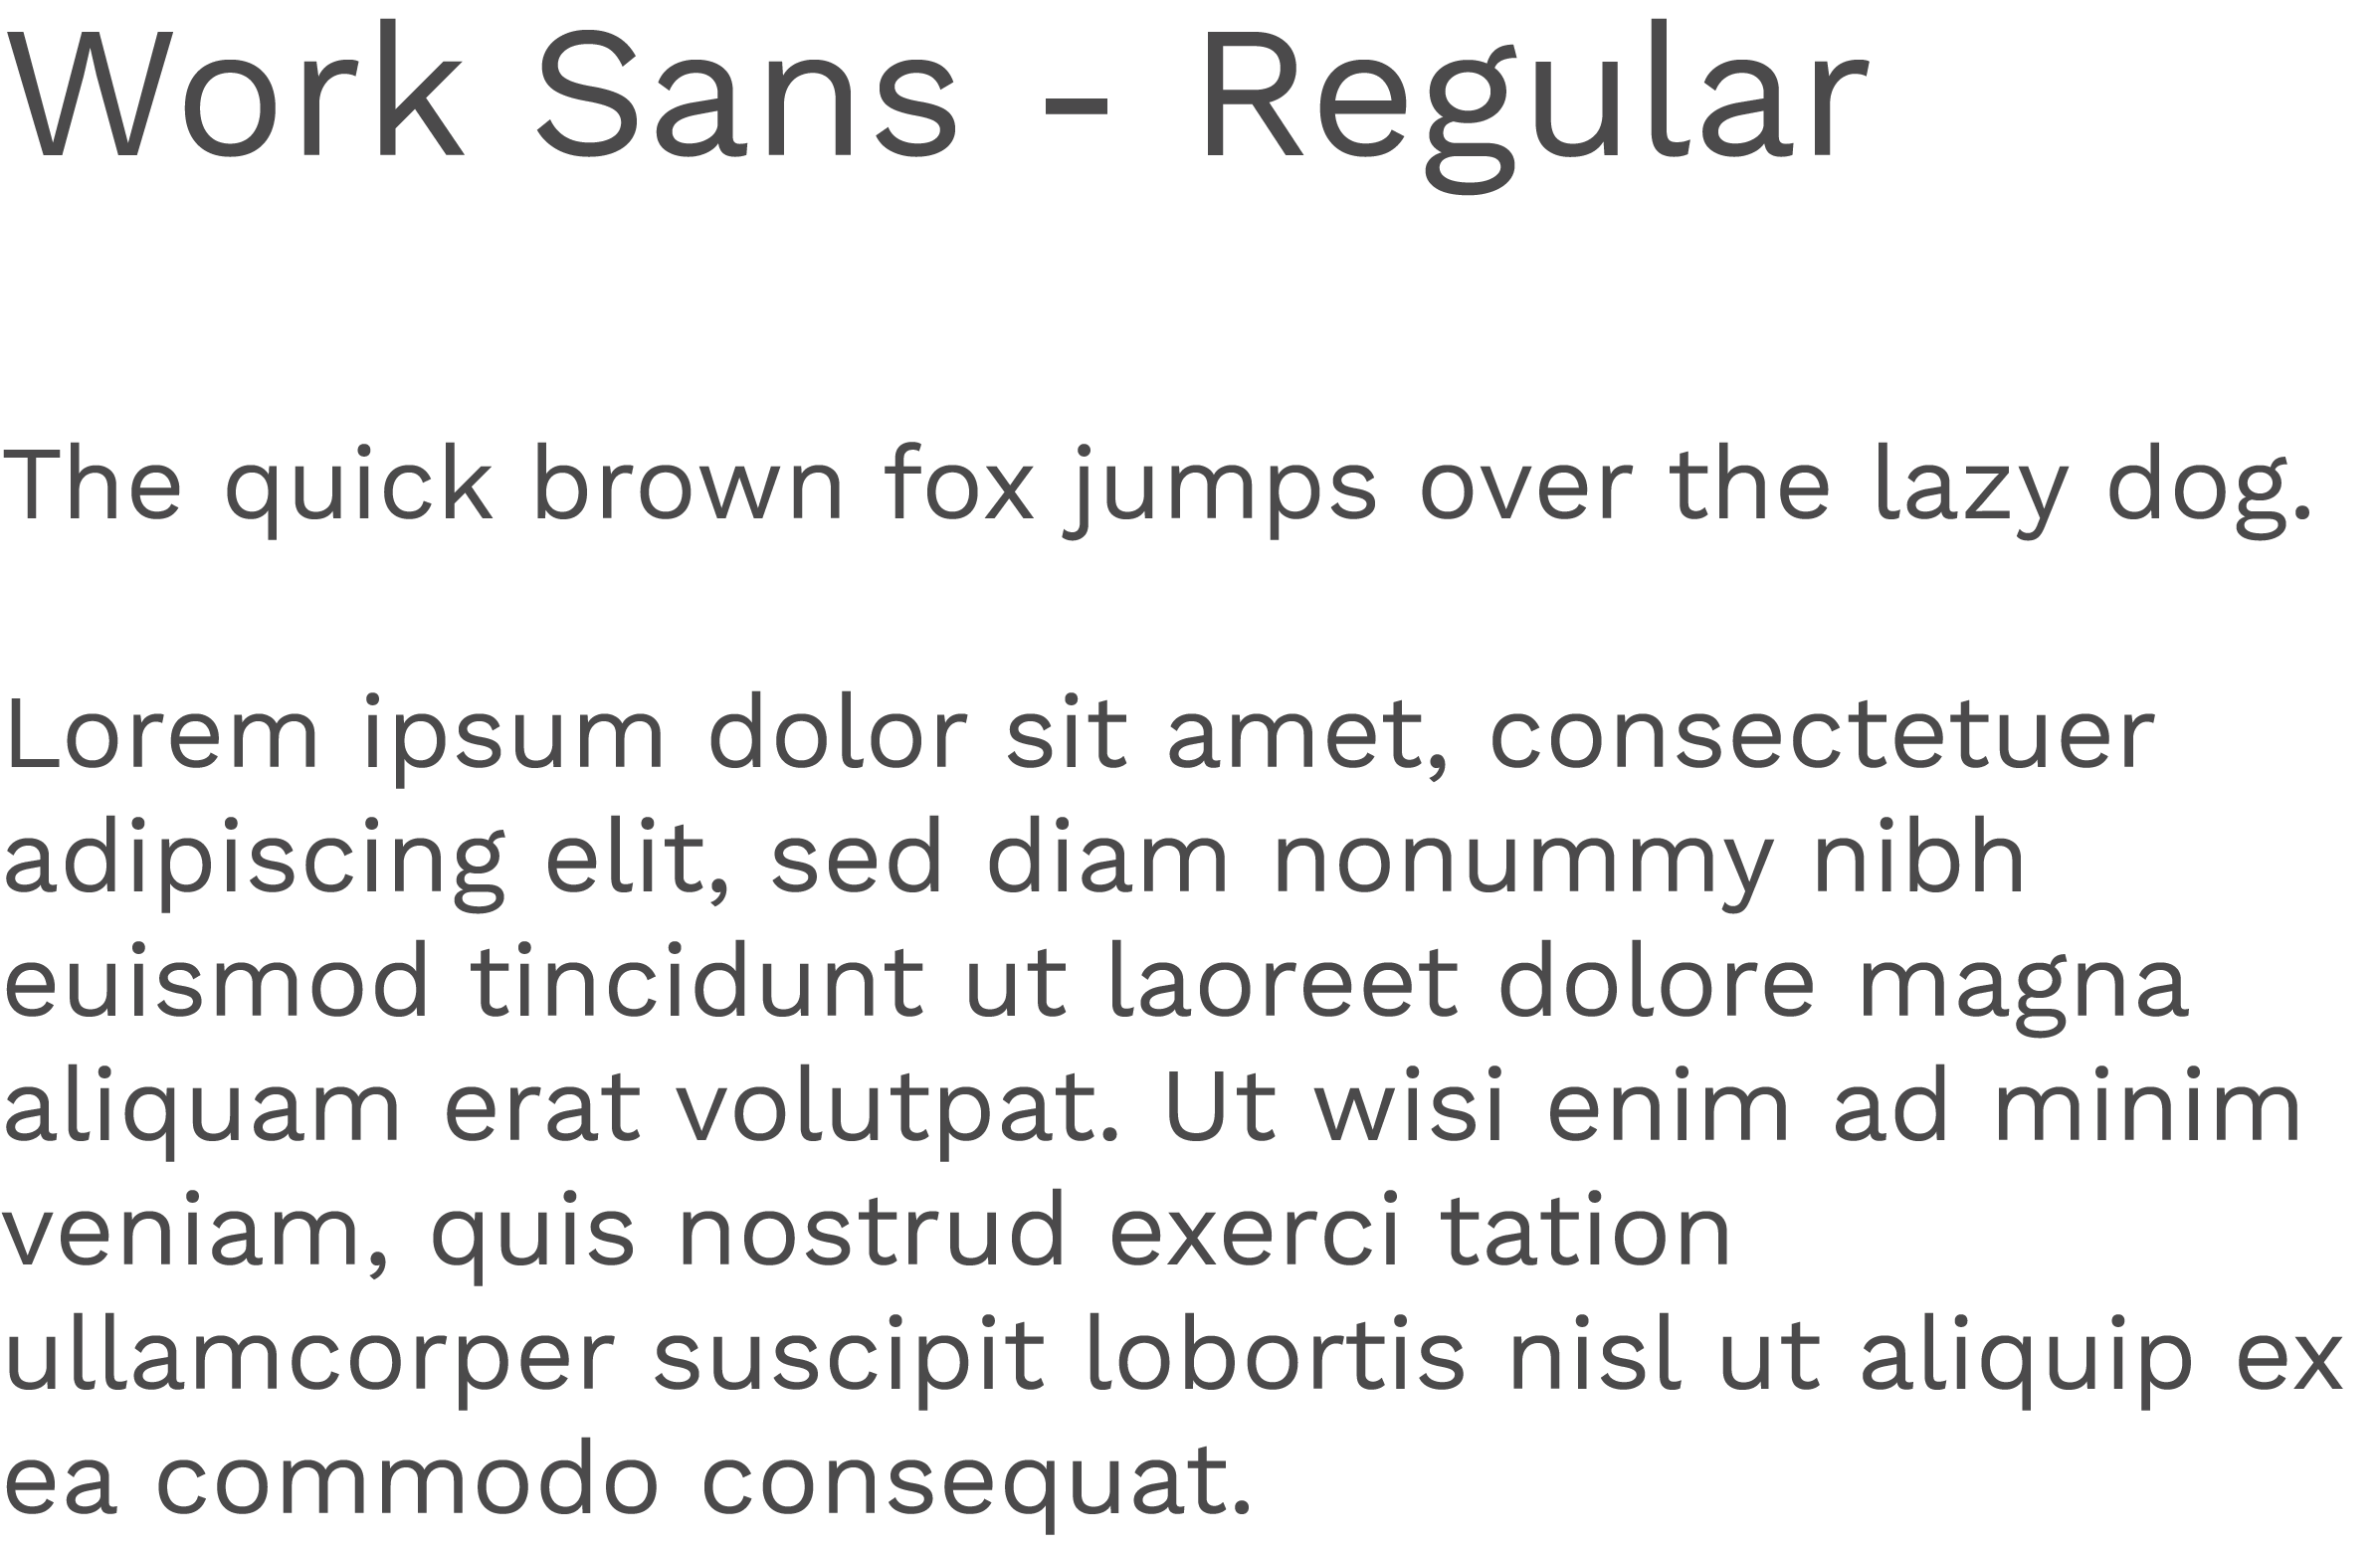 Work Sans - Regular
The quick brown fox jumps over the lazy dog.
Lorem ipsum dolor sit amet, consectetuer
adipiscing elit, sed diam nonummy nibh
euismod tincidunt ut laoreet dolore magna
aliquam erat volutpat. Ut wisi enim ad minim
veniam, quis nostrud exerci tation
ullamcorper suscipit lobortis nisl ut aliquip ex
ea commodo consequat.